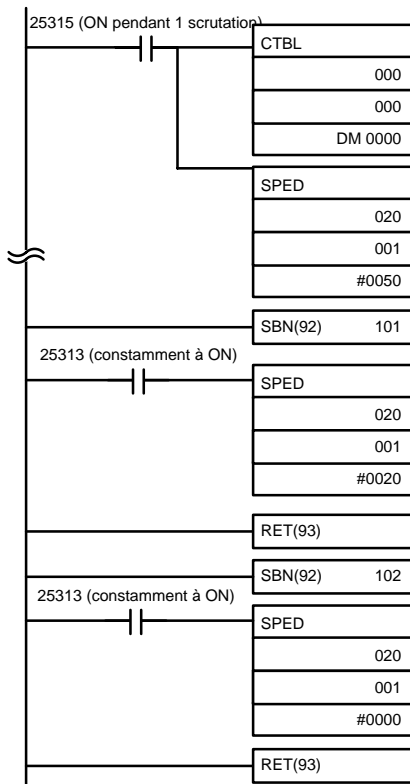 25315 (ON pendant 1 scrutation)
CTBL
000
000
DM 0000
SPED
020
001
#0050
SBN(92) 101
25313 (constamment à ON)
SPED
020
001
#0020
RET(93)
SBN(92) 102
25313 (constamment à ON)
SPED
020
001
#0000
RET(93)